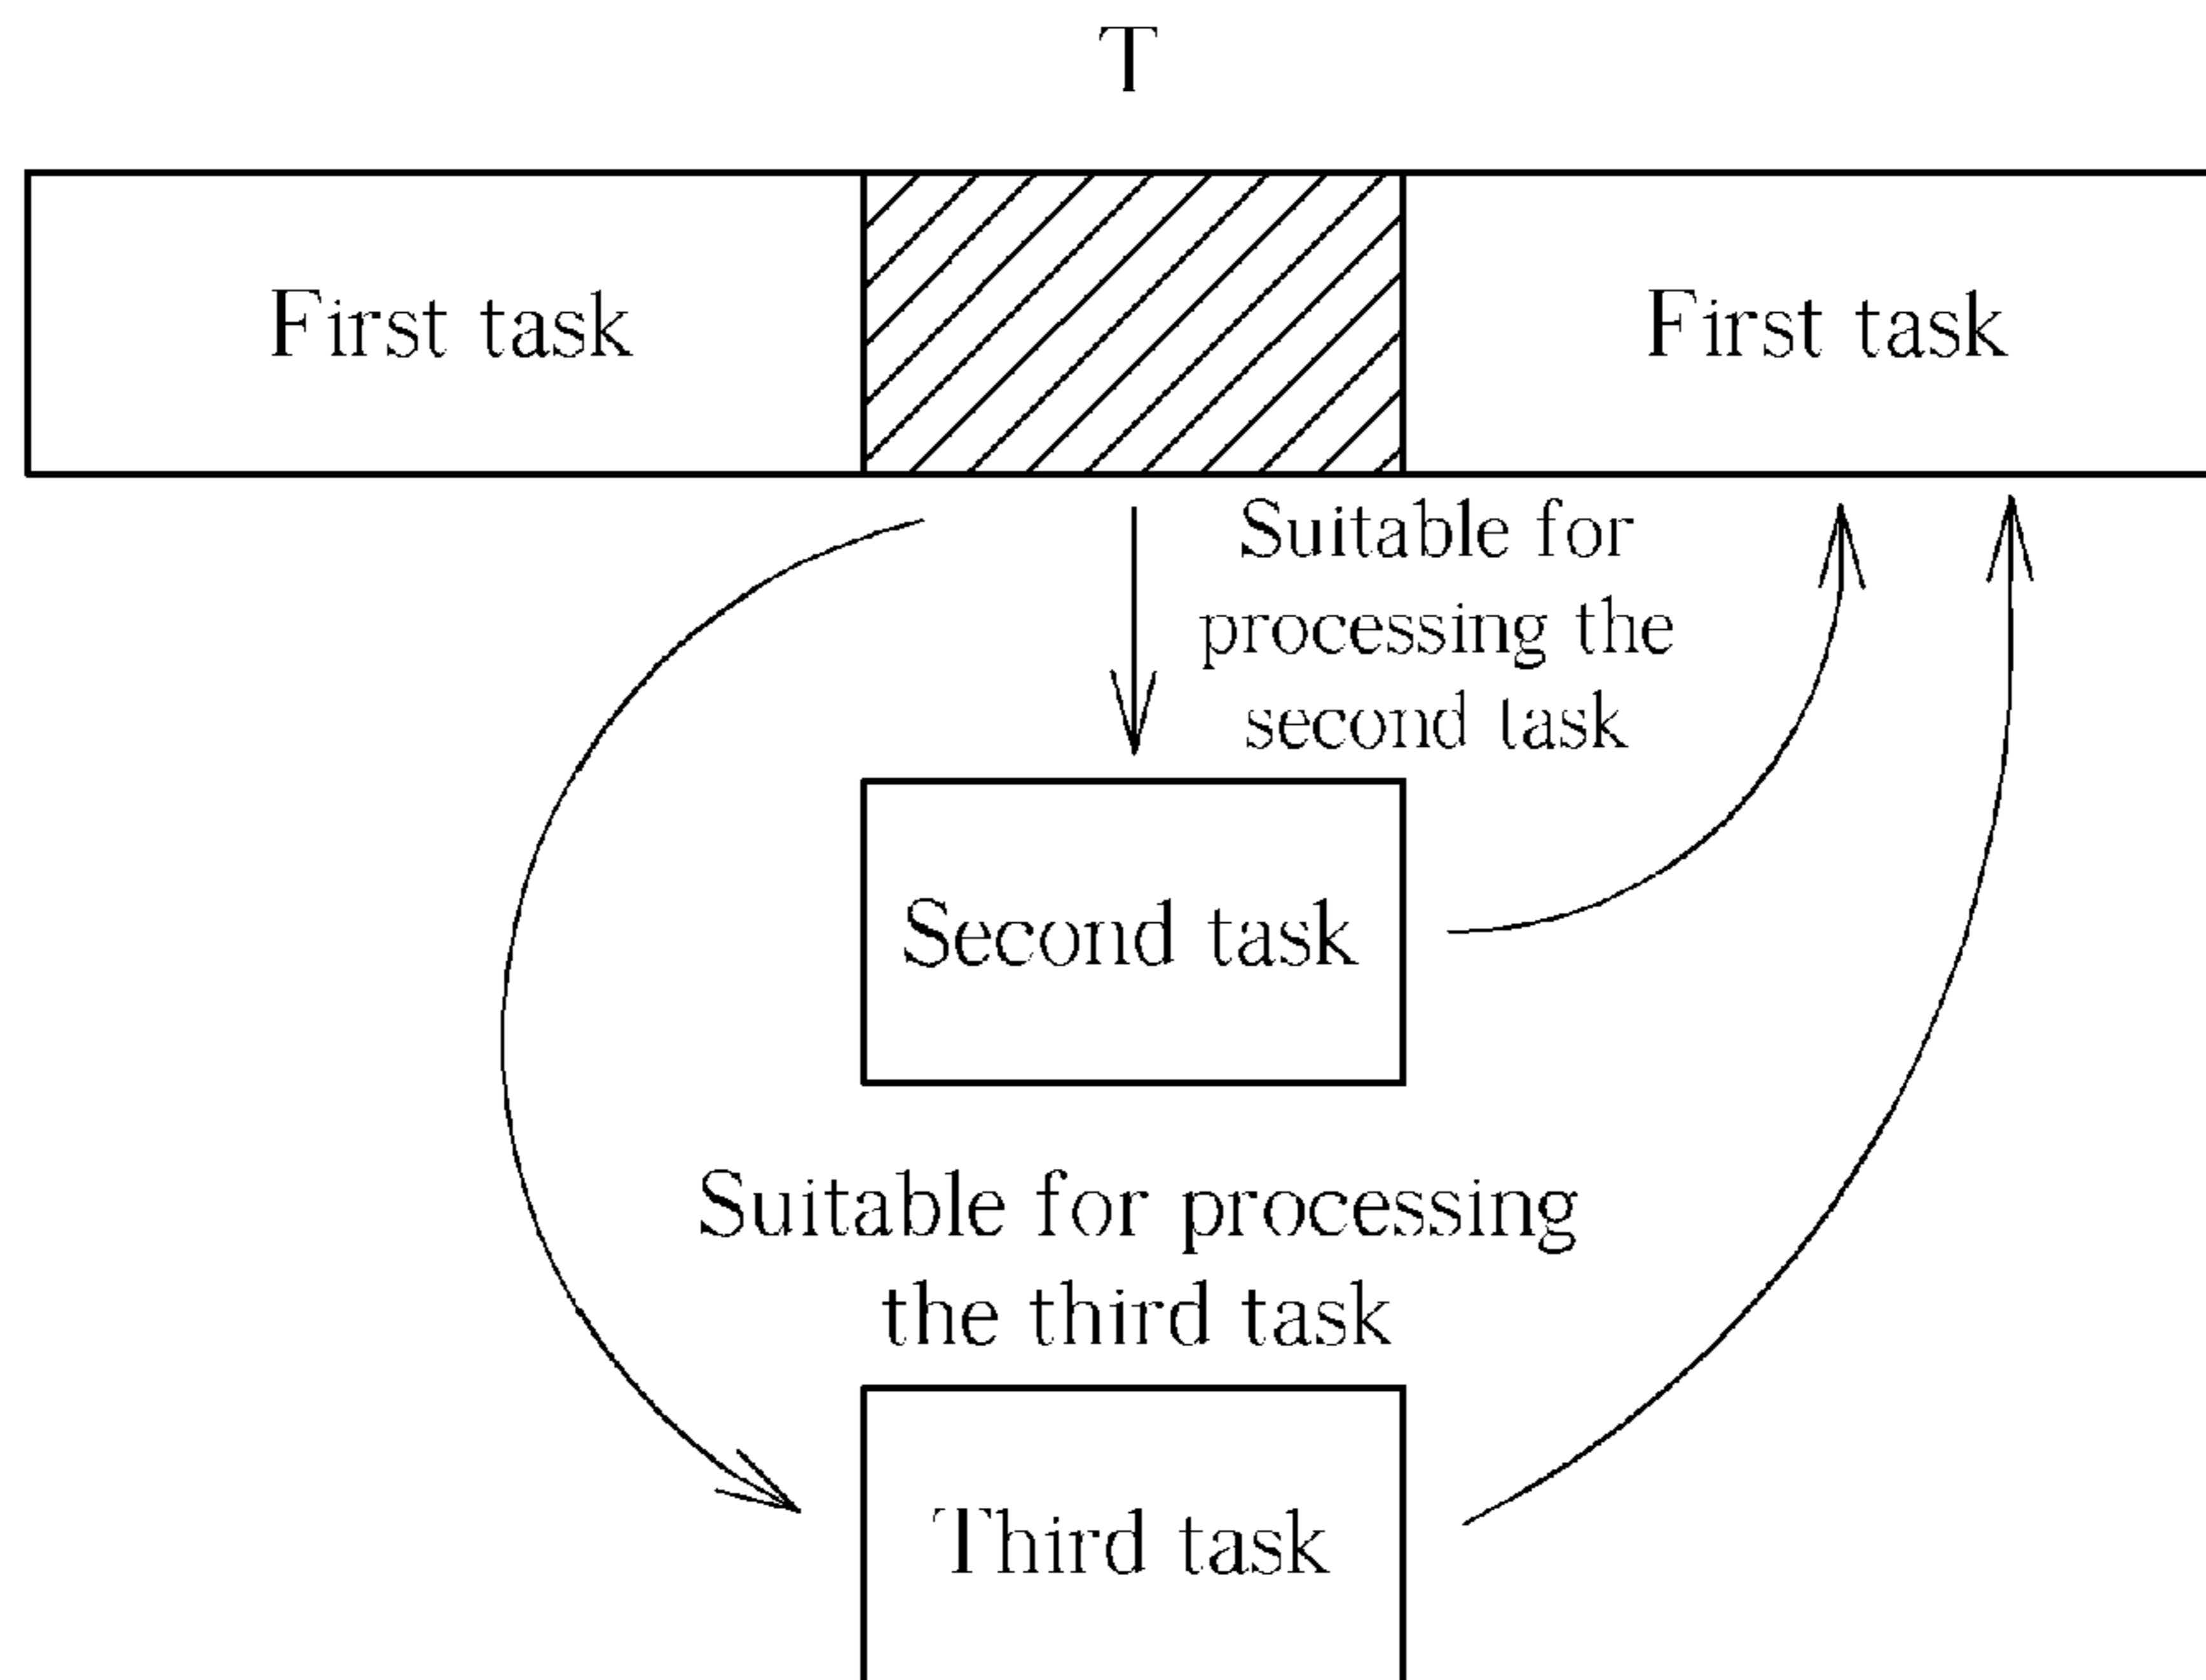 T
First task
First task
Suitable for
processing the
second task
Second task
Suitable for processing
the third task
Third task